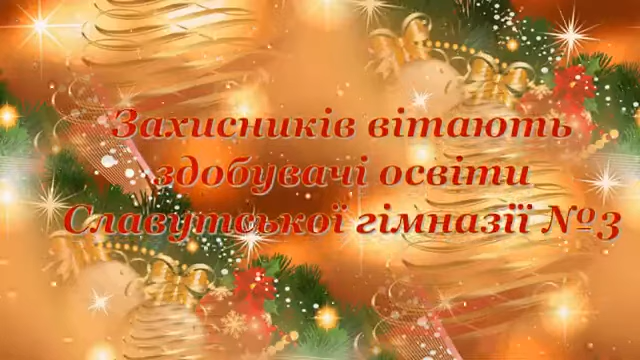 Захисників вітають
здобувачі освіти
Славутської гімназії №3